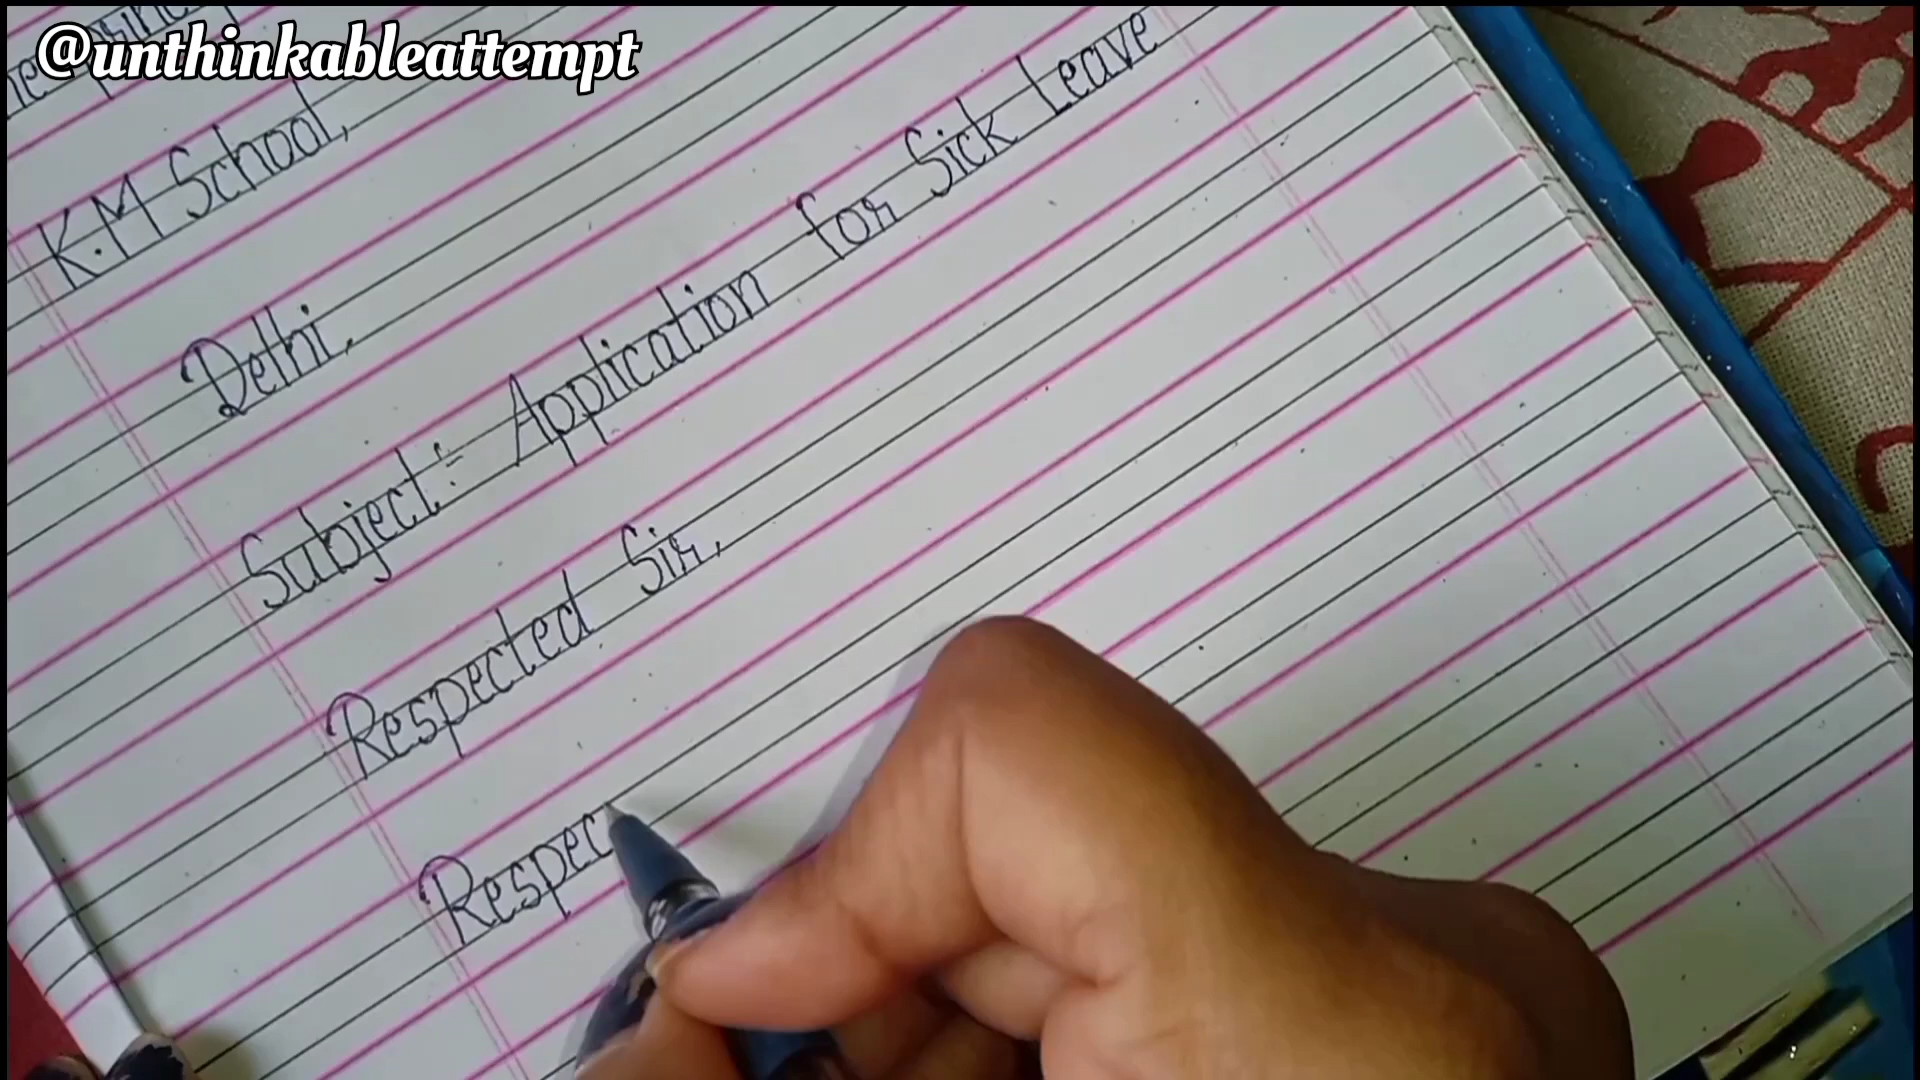 @unthinkableattempt
K.M School,
Delhi.
Subject:- Application for Sick Leave
Respected Sir,
Respec